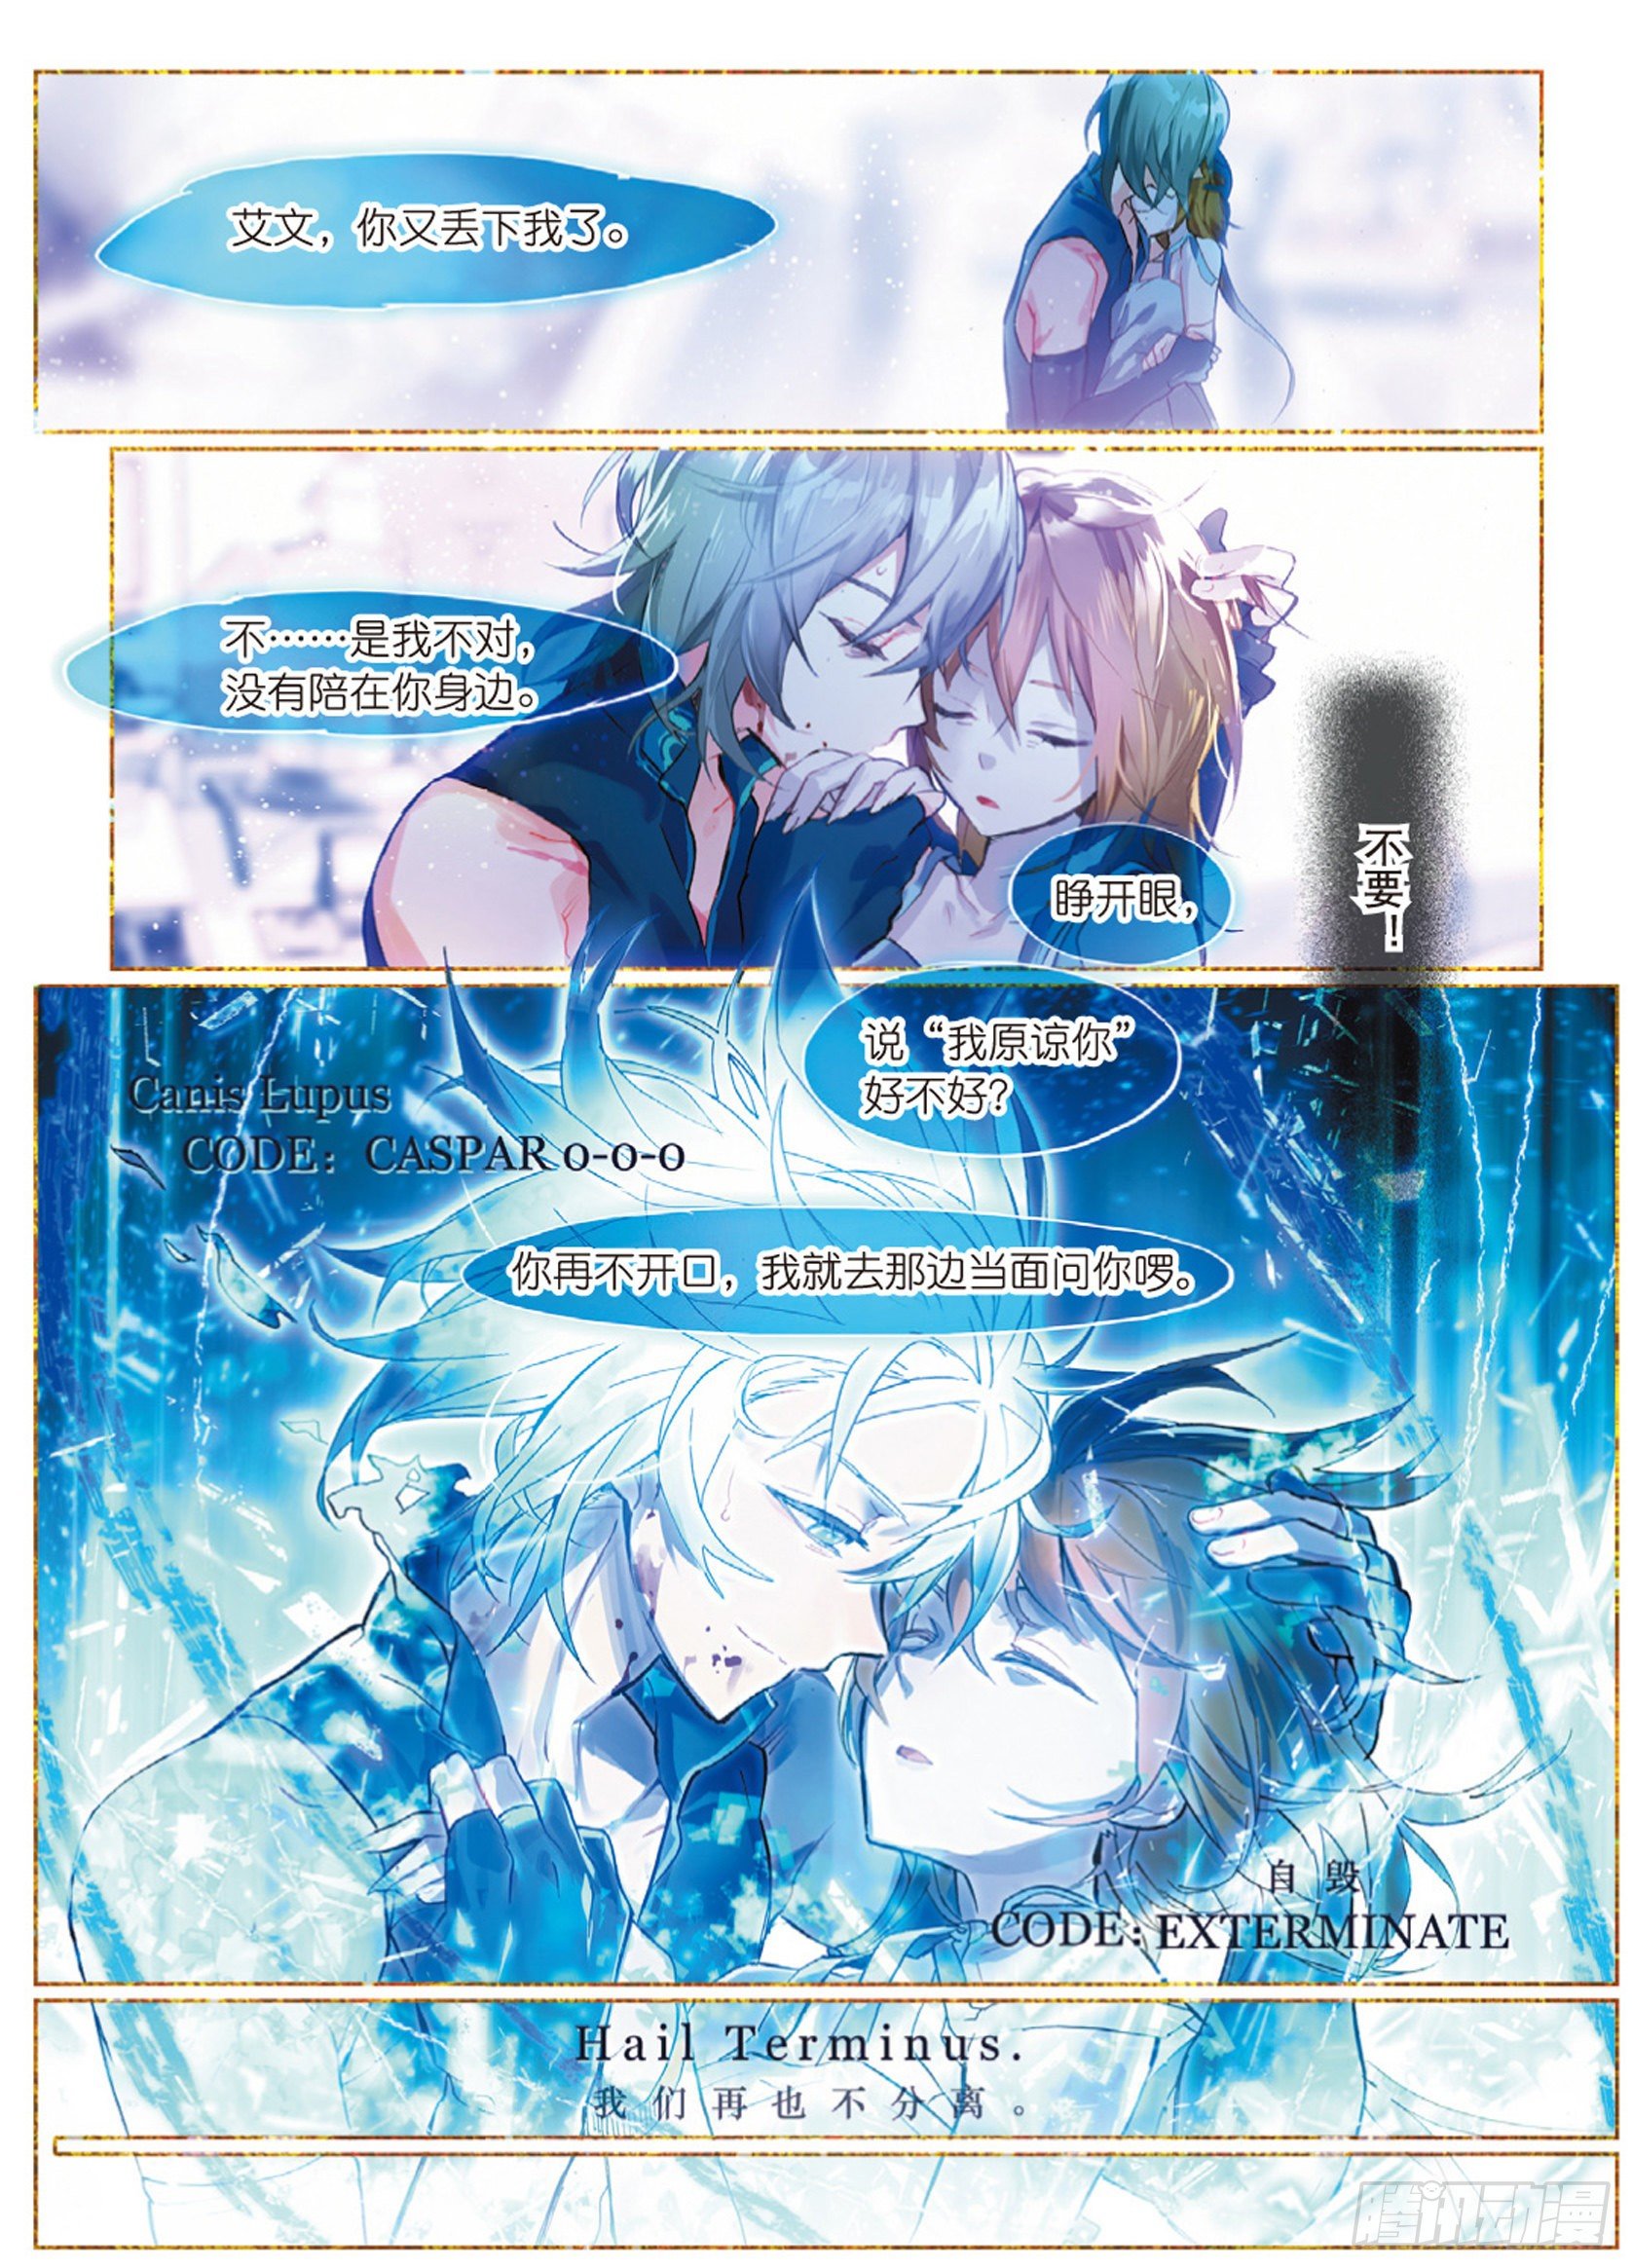 艾文，你又丢下我了。
不……是我不对，
没有陪在你身边。
不要！
睁开眼，
说“我原谅你”
好不好？
Canis Lupus
CODE：CASPAR 0-0-0
你再不开口，我就去那边当面问你啰。
自毁
CODE：EXTERMINATE
Hail Terminus.
我们再也不分离。
腾讯动漫